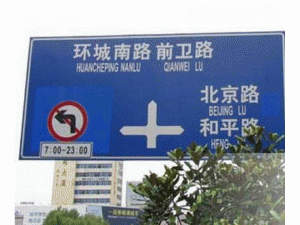 环城南路 前卫路
HUANCHEPING NANLU QIANWEI LU
北京路
BEIJING LU
和平路
HENG
7:00-23:00